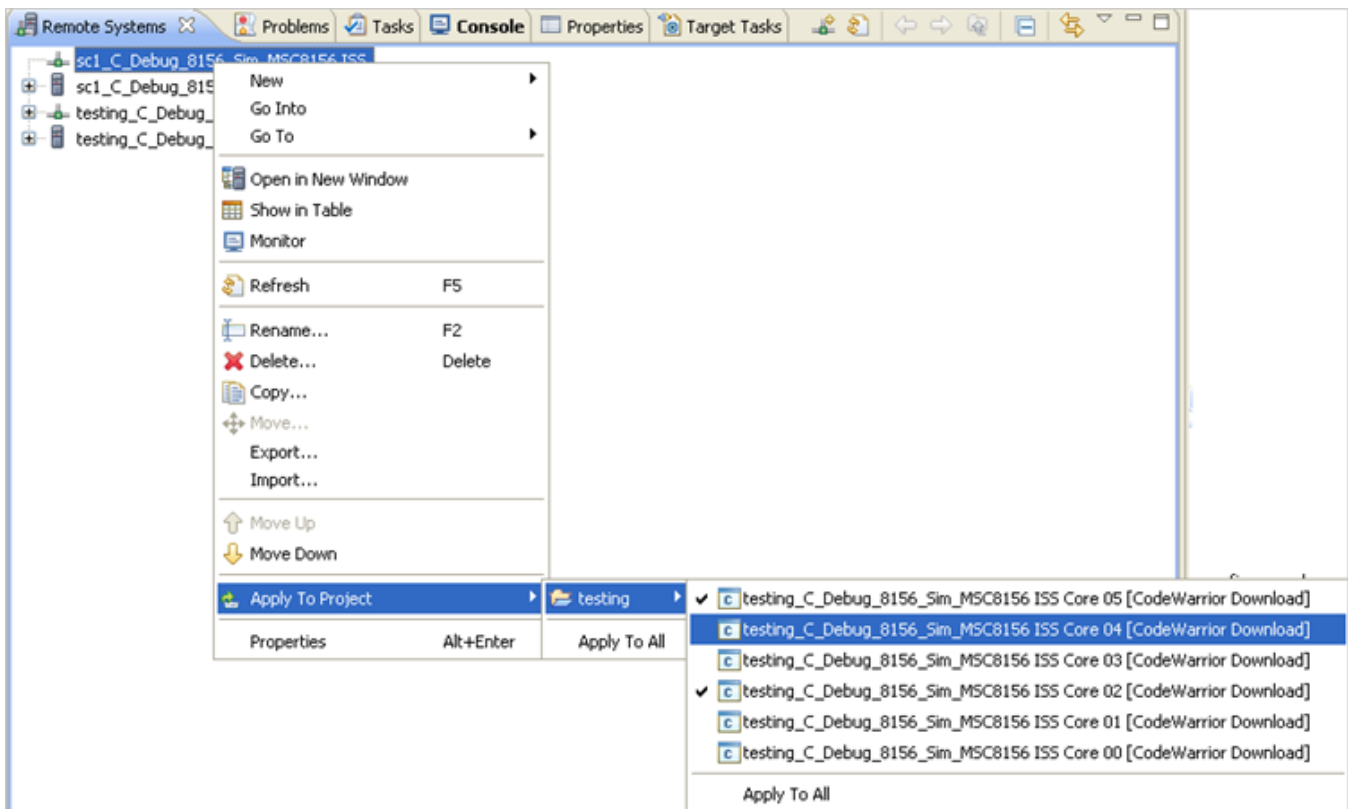 Remote Systems Problems Tasks Console Properties Target Tasks
sc1_C_Debug_8156_Sim_MSC8156 ISS
sc1_C_Debug_815
testing_C_Debug_
testing_C_Debug_
New
Go Into
Go To
Open in New Window
Show in Table
Monitor
Refresh F5
Rename... F2
Delete... Delete
Copy...
Move...
Export...
Import...
Move Up
Move Down
Apply To Project
Properties Alt+Enter
testing
Apply To All
testing_C_Debug_8156_Sim_MSC8156 ISS Core 05 [CodeWarrior Download]
testing_C_Debug_8156_Sim_MSC8156 ISS Core 04 [CodeWarrior Download]
testing_C_Debug_8156_Sim_MSC8156 ISS Core 03 [CodeWarrior Download]
testing_C_Debug_8156_Sim_MSC8156 ISS Core 02 [CodeWarrior Download]
testing_C_Debug_8156_Sim_MSC8156 ISS Core 01 [CodeWarrior Download]
testing_C_Debug_8156_Sim_MSC8156 ISS Core 00 [CodeWarrior Download]
Apply To All